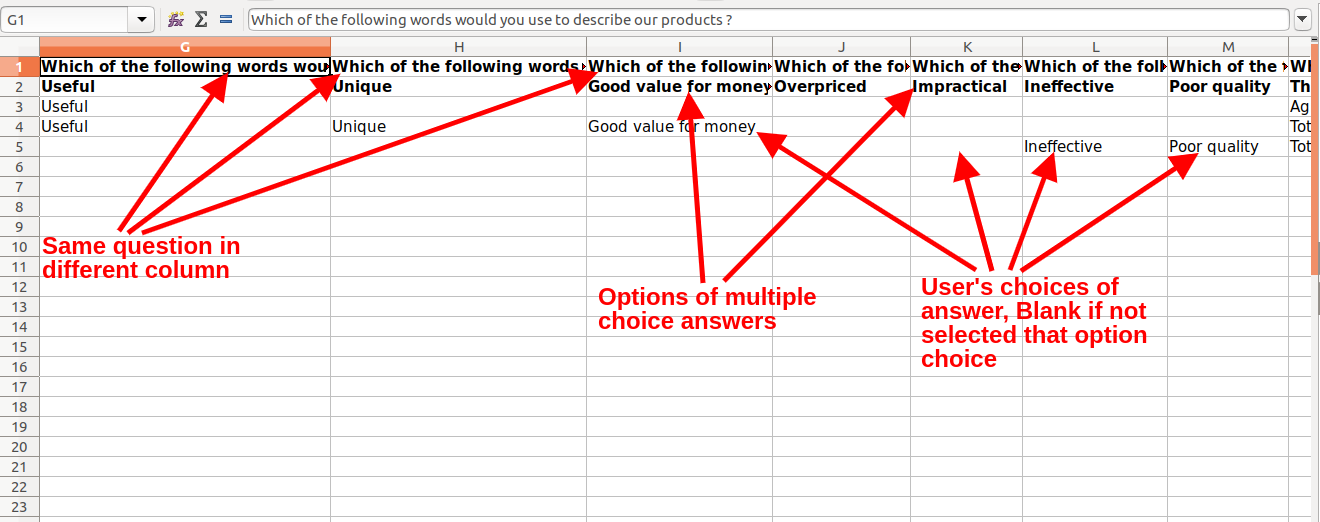 G1 Which of the following words would you use to describe our products ?
G H I J K L M
1 Which of the following words wou Which of the following words Which of the followin Which of the fo Which of the Which of the foll Which of the Wh
2 Useful Unique Good value for money Overpriced Impractical Ineffective Poor quality Th
3 Useful Ag
4 Useful Unique Good value for money Tot
5 Ineffective Poor quality Tot
6
7
8
9
10
11
12
13
14
15
16
17
18
19
20
21
22
23
Same question in
different column
Options of multiple
choice answers
User's choices of
answer, Blank if not
selected that option
choice